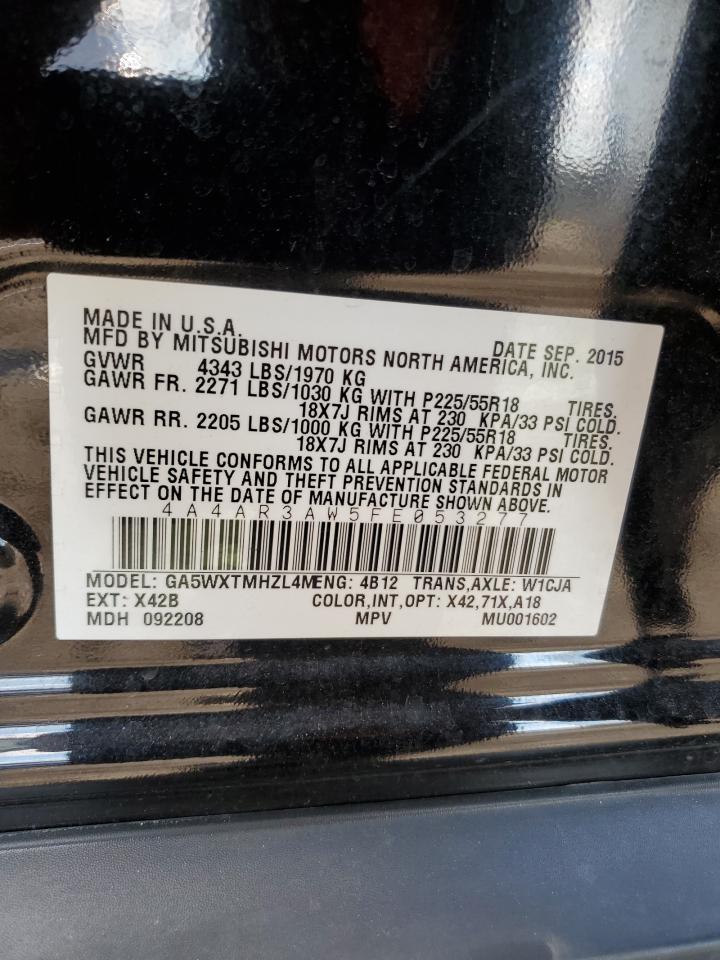 MADE IN U.S.A. DATE SEP. 2015
MFD BY MITSUBISHI MOTORS NORTH AMERICA, INC.
GVWR 4343 LBS/1970 KG
GAWR FR. 2271 LBS/1030 KG WITH P225/55R18 TIRES.
18X7J RIMS AT 230 KPA/33 PSI COLD.
GAWR RR. 2205 LBS/1000 KG WITH P225/55R18 TIRES.
18X7J RIMS AT 230 KPA/33 PSI COLD.
THIS VEHICLE CONFORMS TO ALL APPLICABLE FEDERAL MOTOR
VEHICLE SAFETY AND THEFT PREVENTION STANDARDS IN
EFFECT ON THE DATE OF MANUFACTURE SHOWN ABOVE.
4A4AR3AW5FE053277
MODEL: GA5WXTMHZL4MENG: 4B12 TRANS,AXLE: W1CJA
EXT: X42B COLOR,INT,OPT: X42,71X,A18
MDH 092208 MPV MU001602